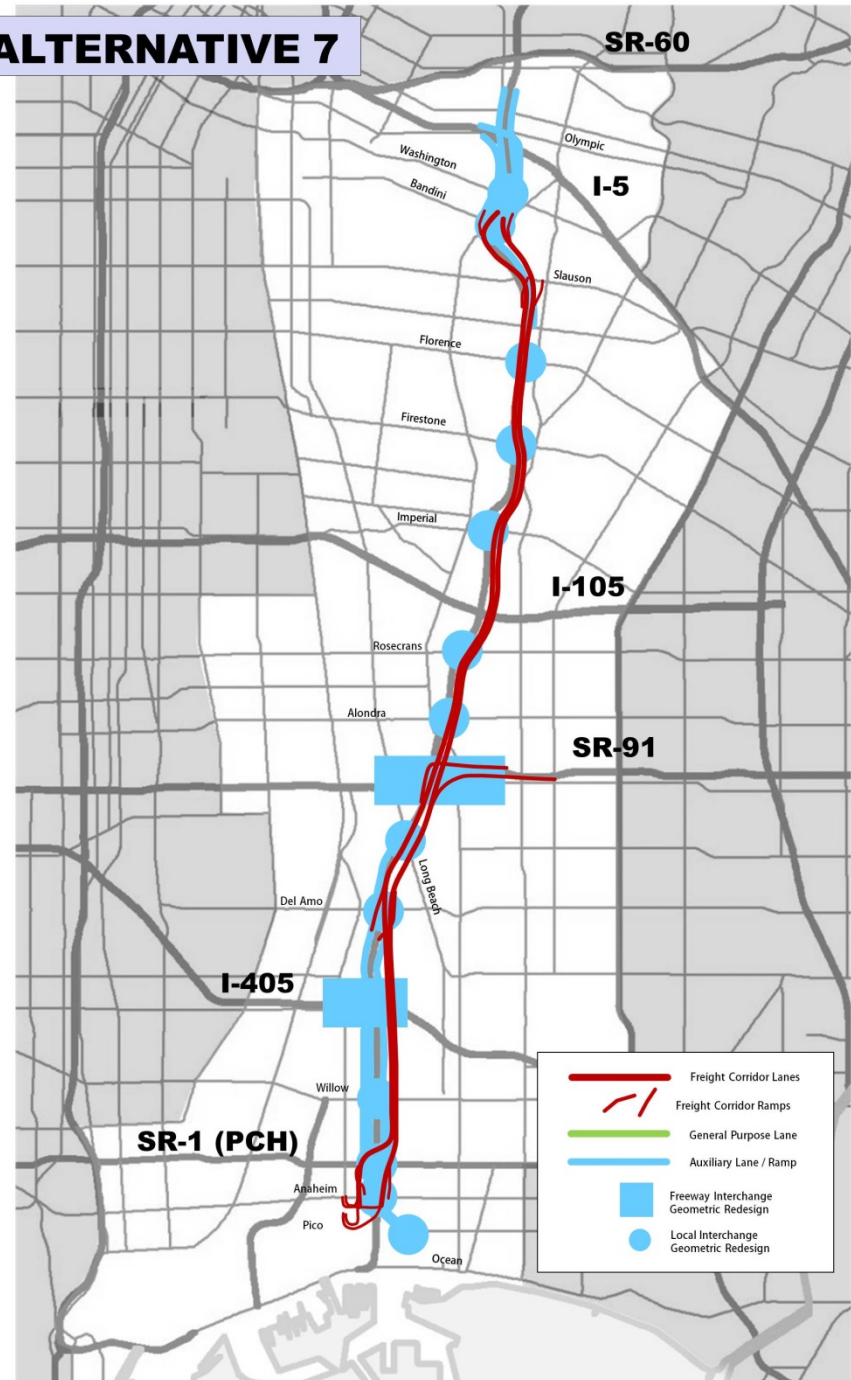 ALTERNATIVE 7
SR-60
Olympic
Washington
I-5
Bandini
Slauson
Florence
Firestone
Imperial
I-105
Rosecrans
Alondra
SR-91
Long Beach
Del Amo
I-405
Willow
SR-1 (PCH)
Anaheim
Pico
Ocean
Freight Corridor Lanes
Freight Corridor Ramps
General Purpose Lane
Auxiliary Lane / Ramp
Freeway Interchange
Geometric Redesign
Local Interchange
Geometric Redesign